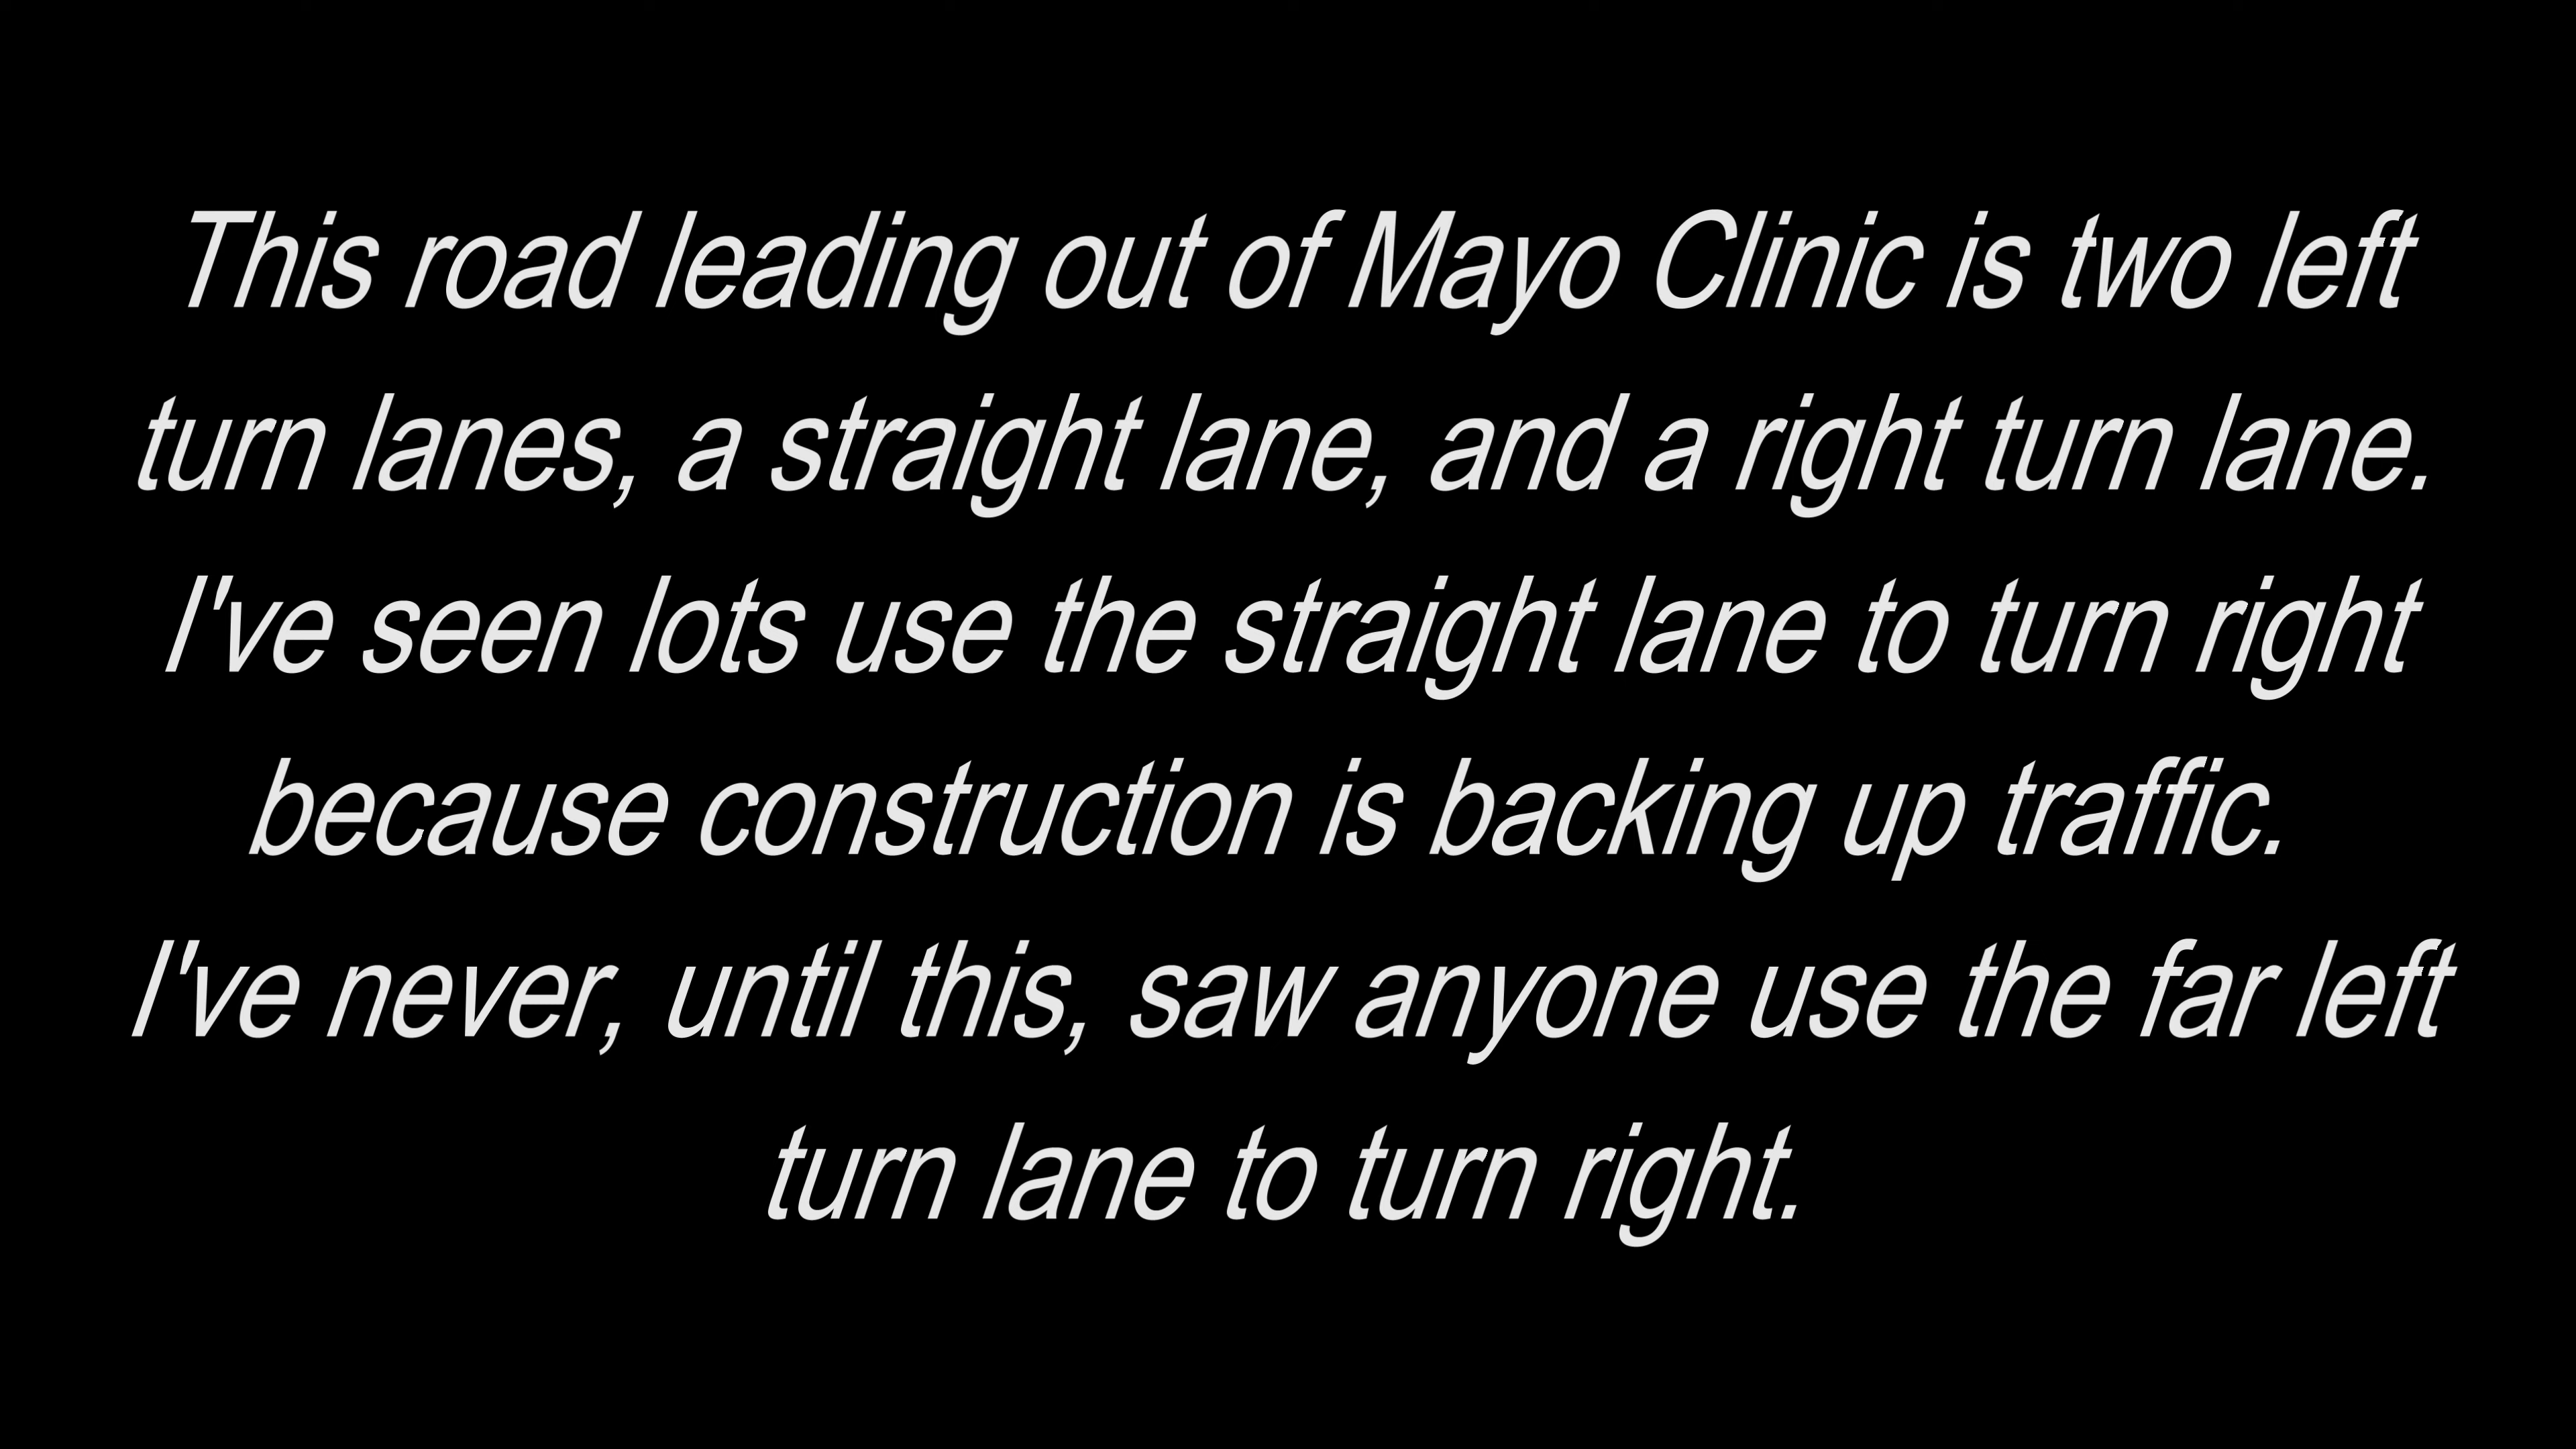 This road leading out of Mayo Clinic is two left
turn lanes, a straight lane, and a right turn lane.
I've seen lots use the straight lane to turn right
because construction is backing up traffic.
I've never, until this, saw anyone use the far left
turn lane to turn right.